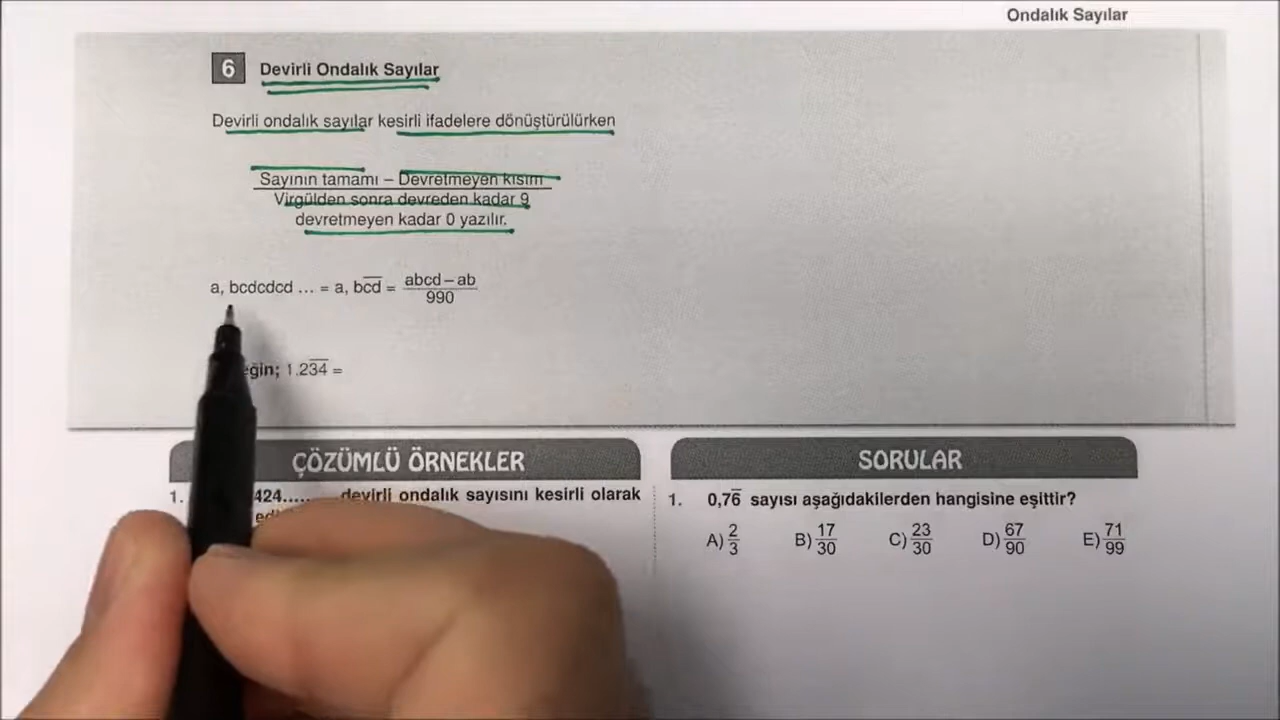 Ondalık Sayılar
6 Devirli Ondalık Sayılar
Devirli ondalık sayılar kesirli ifadelere dönüştürülürken
Sayının tamamı – Devretmeyen kısım
Virgülden sonra devreden kadar 9
devretmeyen kadar 0 yazılır.
a, bcdcdcd ... = a, bc̅d̅ = abcd – ab / 990
1.23̅4̅ =
ÇÖZÜMLÜ ÖRNEKLER
1. devirli ondalık sayısını kesirli olarak
SORULAR
1. 0,76̅ sayısı aşağıdakilerden hangisine eşittir?
A) 2/3 B) 17/30 C) 23/30 D) 67/90 E) 71/99